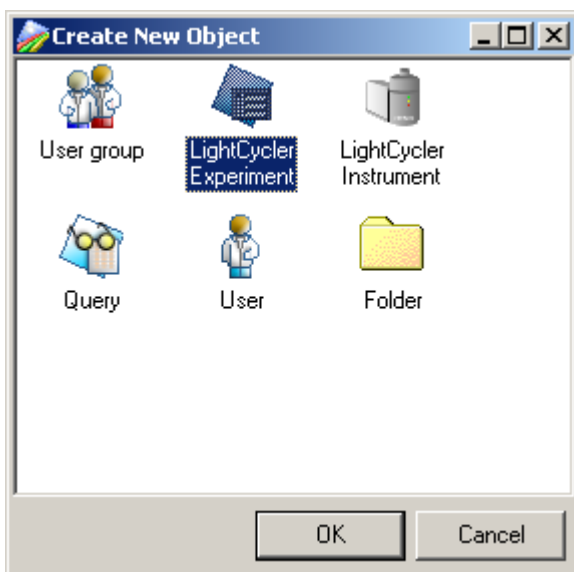 Create New Object
User group
LightCycler
Experiment
LightCycler
Instrument
Query
User
Folder
OK
Cancel